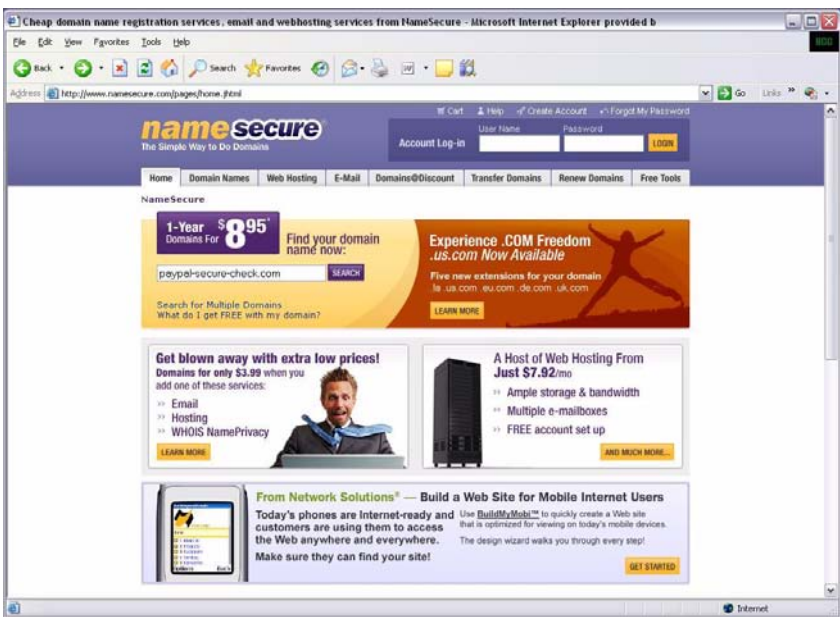 Cheap domain name registration services, email and webhosting services from NameSecure - Microsoft Internet Explorer provided b
File Edit View Favorites Tools Help
Back Search Favorites
Address http://www.namesecure.com/pages/home.jhtml Go Links
Cart Help Create Account Forgot My Password
name secure
The Simple Way to Do Domains
Account Log-in User Name Password LOGIN
Home Domain Names Web Hosting E-Mail Domains@Discount Transfer Domains Renew Domains Free Tools
NameSecure
1-Year Domains For $8.95*
Find your domain name now:
paypal-secure-check.com SEARCH
Search for Multiple Domains
What do I get FREE with my domain?
Experience .COM Freedom
.us.com Now Available
Five new extensions for your domain
.la .us.com .eu.com .de.com .uk.com
LEARN MORE
Get blown away with extra low prices!
Domains for only $3.99 when you
add one of these services:
Email
Hosting
WHOIS NamePrivacy
LEARN MORE
A Host of Web Hosting From
Just $7.92/mo
Ample storage & bandwidth
Multiple e-mailboxes
FREE account set up
AND MUCH MORE...
From Network Solutions® — Build a Web Site for Mobile Internet Users
Today's phones are Internet-ready and
customers are using them to access
the Web anywhere and everywhere.
Make sure they can find your site!
Use BuildMyMobi™ to quickly create a Web site
that is optimized for viewing on today's mobile devices.
The design wizard walks you through every step!
GET STARTED
Internet